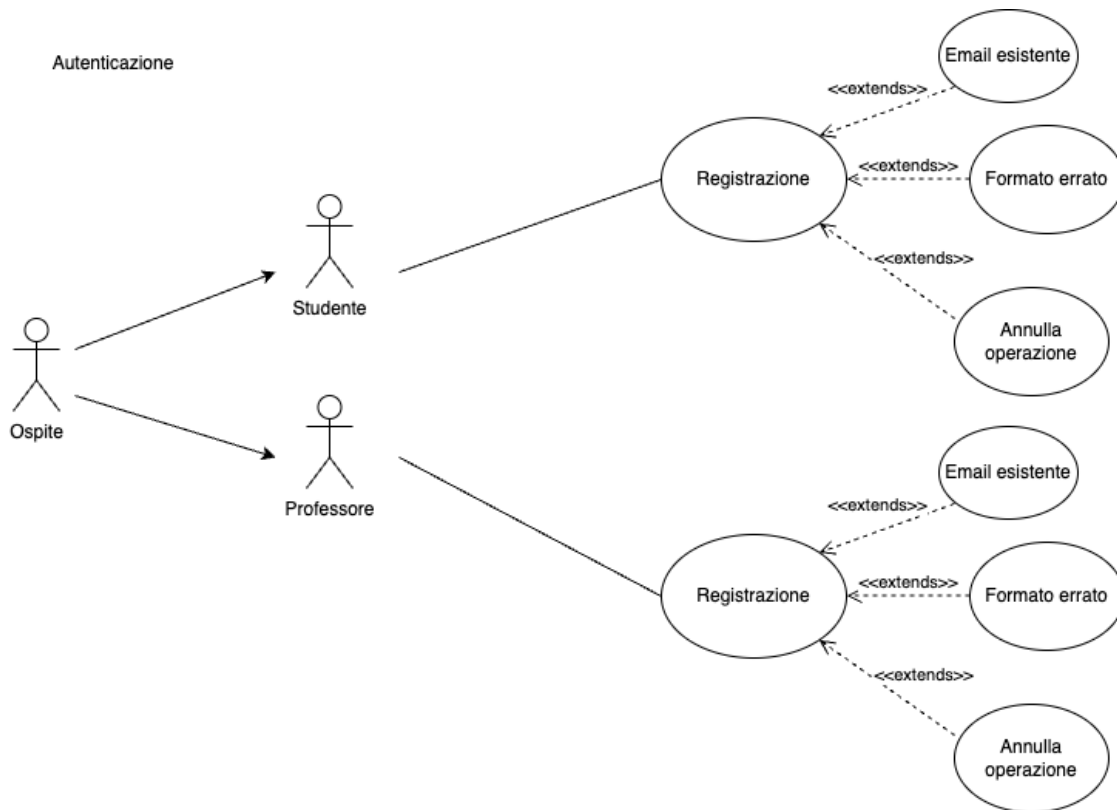 Autenticazione
Email esistente
<<extends>>
Registrazione
<<extends>>
Formato errato
<<extends>>
Studente
Annulla
operazione
Ospite
Professore
Email esistente
<<extends>>
Registrazione
<<extends>>
Formato errato
<<extends>>
Annulla
operazione